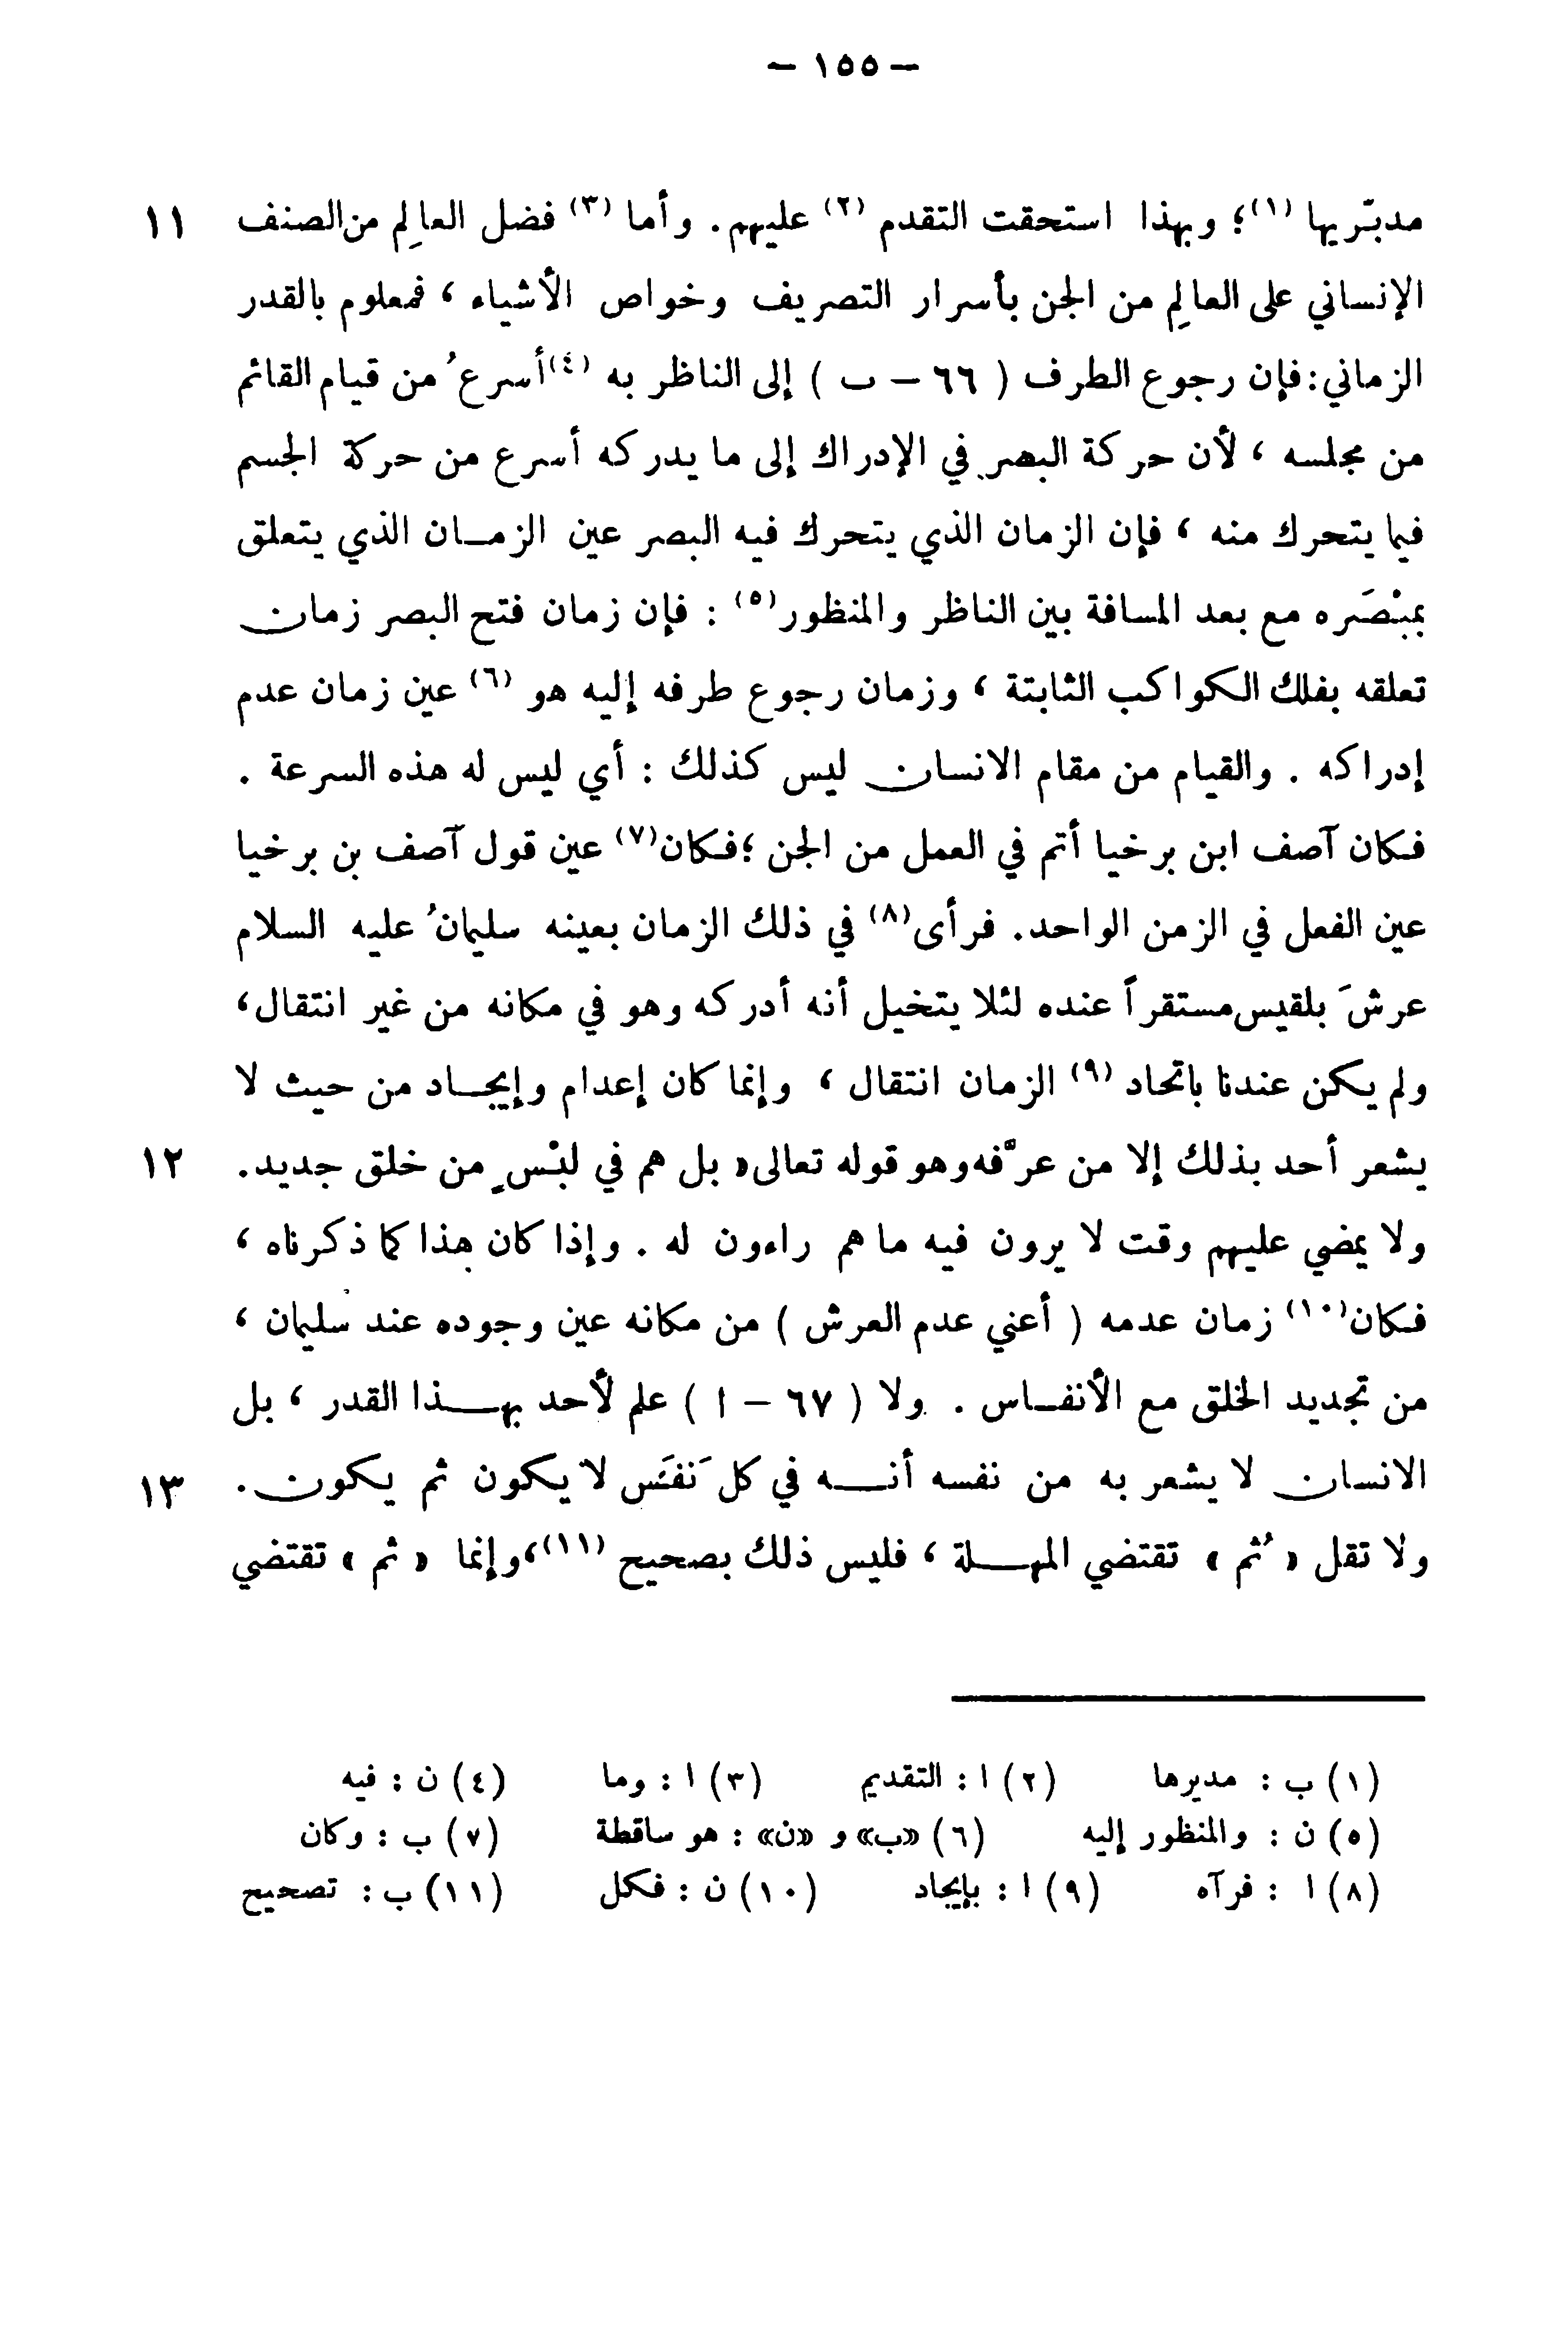 — ١٥٥ —
مدبّريها (١)؛ وبهذا استحقت التقدم (٢) عليهم. وأما (٣) فضل العالِم من الصنف ١١
الإنساني على العالِم من الجن بأسرار التصريف وخواص الأشياء ، فمعلوم بالقدر
الزماني: فإن رجوع الطرف ( ٦٦ – ب ) إلى الناظر به (٤) أسرعُ من قيام القائم
من مجلسه ، لأن حركة البصر في الإدراك إلى ما يدركه أسرع من حركة الجسم
فيما يتحرك منه ، فإن الزمان الذي يتحرك فيه البصر عين الزمان الذي يتعلق
بمبْصَره مع بعد المسافة بين الناظر والمنظور (٥) : فإن زمان فتح البصر زمان
تعلقه بفلك الكواكب الثابتة ، وزمان رجوع طرفه إليه هو (٦) عين زمان عدم
إدراكه . والقيام من مقام الانسان ليس كذلك : أي ليس له هذه السرعة .
فكان آصف ابن برخيا أتم في العمل من الجن ؛ فكان (٧) عين قول آصف بن برخيا
عين الفعل في الزمن الواحد. فرأى (٨) في ذلك الزمان بعينه سليمانُ عليه السلام
عرشَ بلقيس مستقراً عنده لئلا يتخيل أنه أدركه وهو في مكانه من غير انتقال،
ولم يكن عندنا باتحاد (٩) الزمان انتقال ، وإنما كان إعدام وإيجاد من حيث لا
يشعر أحد بذلك إلا من عرَّفه وهو قوله تعالى « بل هم في لبْسٍ من خلق جديد. ١٢
ولا يمضي عليهم وقت لا يرون فيه ما هم راءون له . وإذا كان هذا كما ذكرناه ،
فكان (١٠) زمان عدمه ( أعني عدم العرش ) من مكانه عين وجوده عند سليمان ،
من تجديد الخلق مع الأنفاس . ولا ( ٦٧ – ا ) علم لأحد بهذا القدر ، بل
الانسان لا يشعر به من نفسه أنه في كل نَفَس لا يكون ثم يكون. ١٣
ولا تقل « ثُم » تقتضي المهلة ، فليس ذلك بصحيح (١١)، وإنما « ثم » تقتضي
(١) ب : مديرها (٢) ا : التقديم (٣) ا : وما (٤) ن : فيه
(٥) ن : والمنظور إليه (٦) «ب» و «ن» : هو ساقطة (٧) ب : وكان
(٨) ا : فرآه (٩) ا : بإيجاد (١٠) ن : فكل (١١) ب : تصحيح